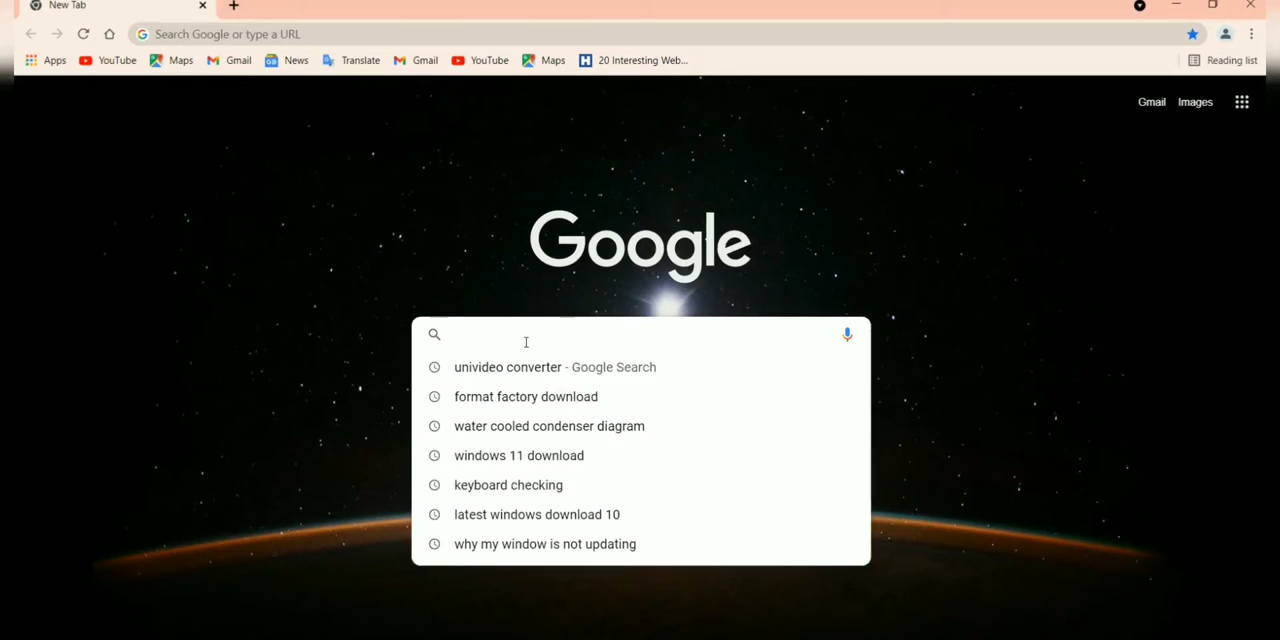 New Tab
Search Google or type a URL
Apps YouTube Maps Gmail News Translate Gmail YouTube Maps 20 Interesting Web... Reading list
Gmail Images
Google
univideo converter - Google Search
format factory download
water cooled condenser diagram
windows 11 download
keyboard checking
latest windows download 10
why my window is not updating